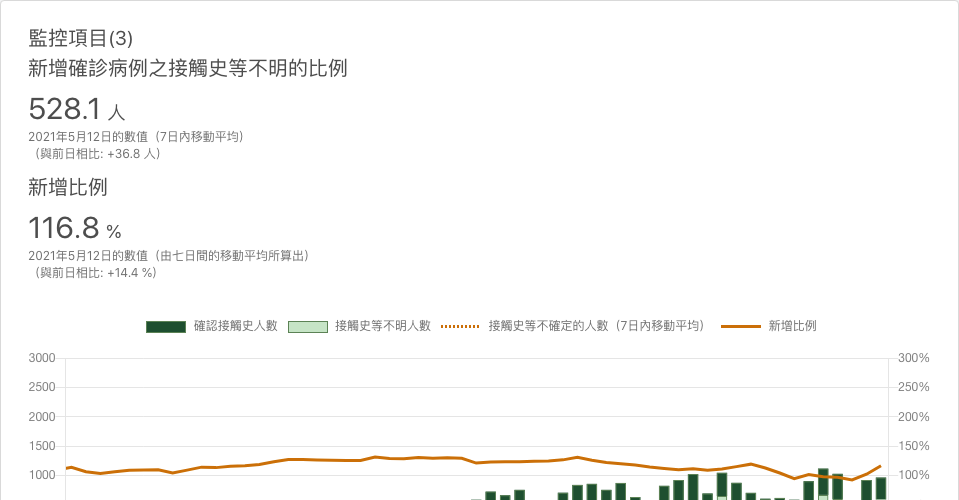 監控項目(3)
新增確診病例之接觸史等不明的比例
528.1 人
2021年5月12日的數值（7日內移動平均）
（與前日相比: +36.8 人）
新增比例
116.8 %
2021年5月12日的數值（由七日間的移動平均所算出）
（與前日相比: +14.4 %）
確認接觸史人數 接觸史等不明人數 接觸史等不確定的人數（7日內移動平均） 新增比例
3000 300%
2500 250%
2000 200%
1500 150%
1000 100%